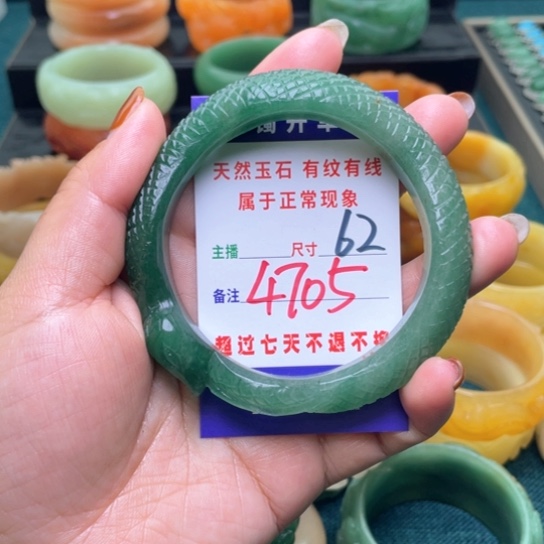 天然玉石 有纹有线
属于正常现象
主播 尺寸 62
备注 4705
超过七天不退不换